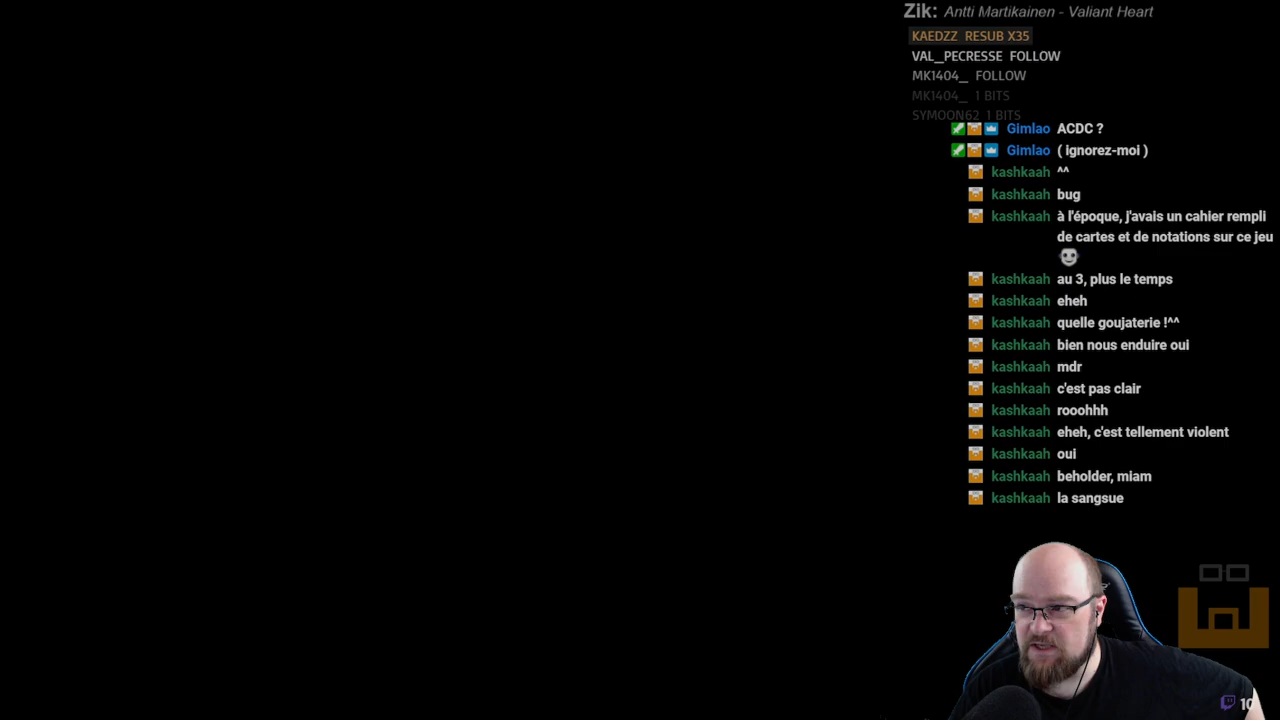 Zik: Antti Martikainen - Valiant Heart
KAEDZZ RESUB X35
VAL_PECRESSE FOLLOW
MK1404_ FOLLOW
MK1404_ 1 BITS
SYMOON62 1 BITS
Gimlao ACDC ?
Gimlao ( ignorez-moi )
kashkaah ^^
kashkaah bug
kashkaah à l'époque, j'avais un cahier rempli
de cartes et de notations sur ce jeu
kashkaah au 3, plus le temps
kashkaah eheh
kashkaah quelle goujaterie !^^
kashkaah bien nous enduire oui
kashkaah mdr
kashkaah c'est pas clair
kashkaah rooohhh
kashkaah eheh, c'est tellement violent
kashkaah oui
kashkaah beholder, miam
kashkaah la sangsue
10